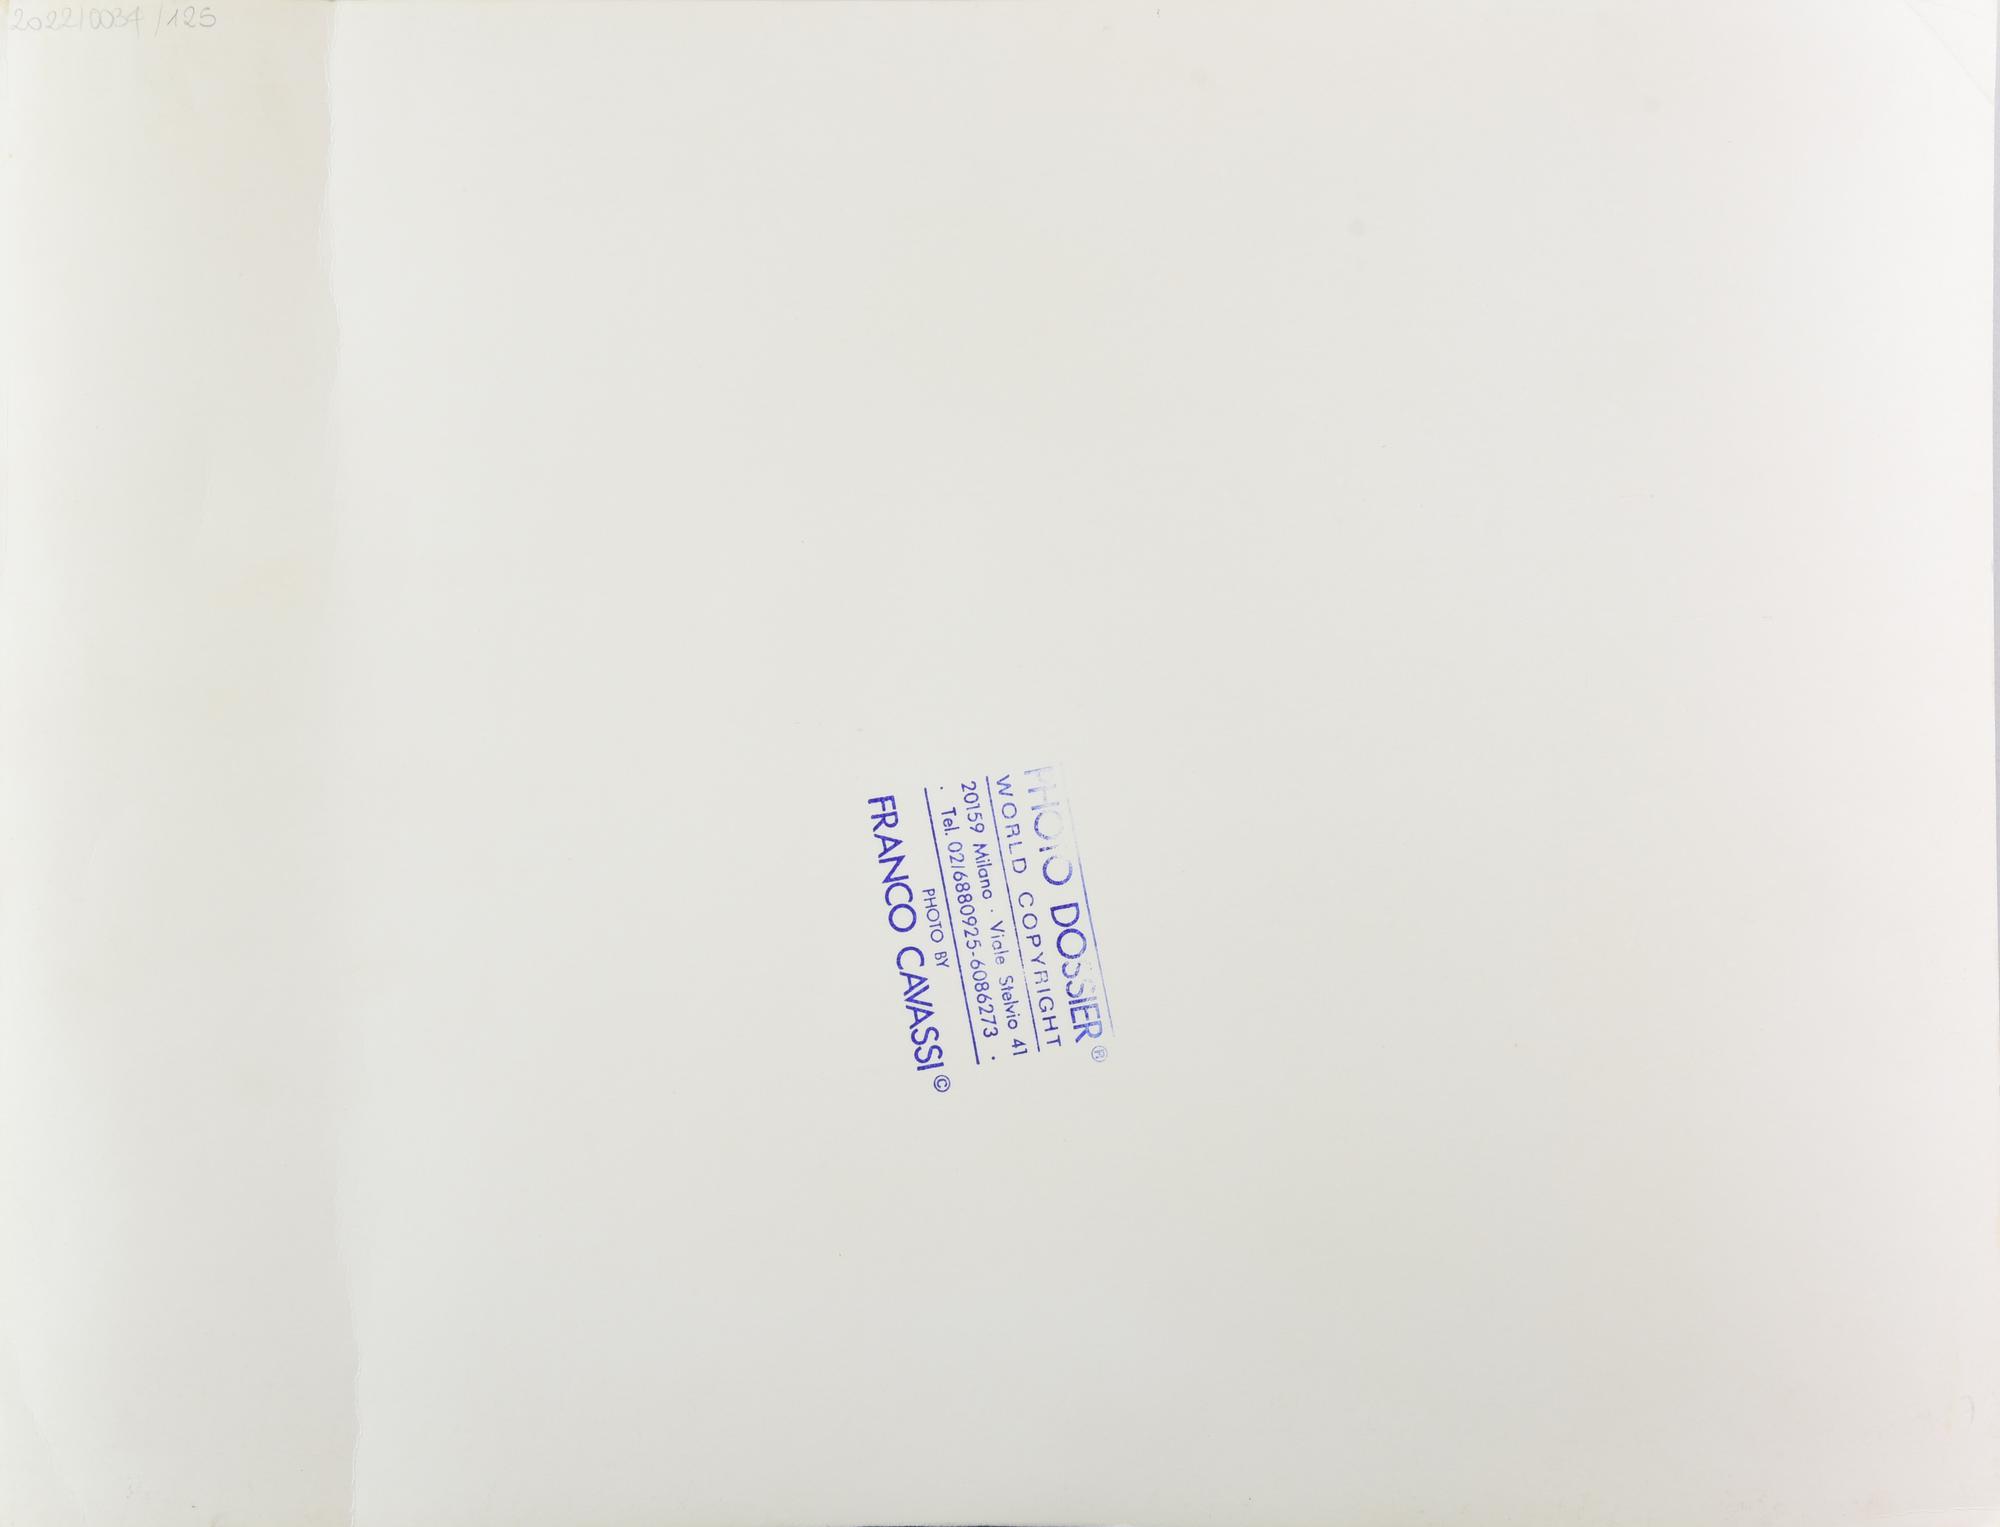 2022/0034/125
PHOTO DOSSIER ®
WORLD COPYRIGHT
20159 Milano · Viale Stelvio 41
· Tel. 02/6880925-6086273 ·
PHOTO BY
FRANCO CAVASSI ©